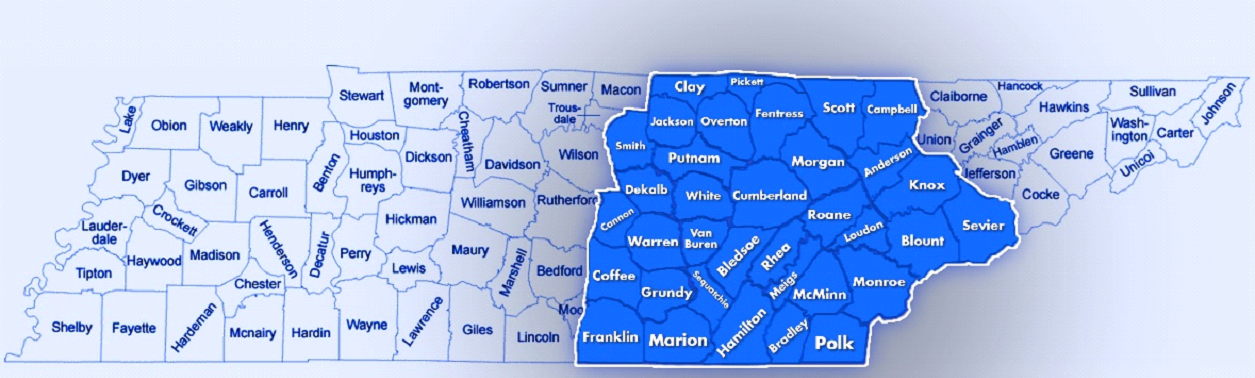 Lake
Obion
Weakly
Henry
Stewart
Mont-
gomery
Robertson
Sumner
Macon
Trous-
dale
Clay
Pickett
Scott
Campbell
Claiborne
Hancock
Hawkins
Sullivan
Johnson
Houston
Cheatham
Jackson
Overton
Fentress
Union
Grainger
Hamblen
Wash-
ington
Carter
Dyer
Gibson
Carroll
Benton
Humph-
reys
Dickson
Davidson
Wilson
Smith
Putnam
Morgan
Anderson
Jefferson
Greene
Unicoi
Crockett
Williamson
Rutherford
Dekalb
White
Cumberland
Knox
Cocke
Lauder-
dale
Haywood
Madison
Henderson
Decatur
Perry
Hickman
Maury
Marshall
Cannon
Warren
Van
Buren
Bledsoe
Rhea
Roane
Loudon
Blount
Sevier
Tipton
Chester
Lewis
Bedford
Coffee
Grundy
Sequatchie
Meigs
McMinn
Monroe
Shelby
Fayette
Hardeman
Mcnairy
Hardin
Wayne
Lawrence
Giles
Lincoln
Moo
Franklin
Marion
Hamilton
Bradley
Polk